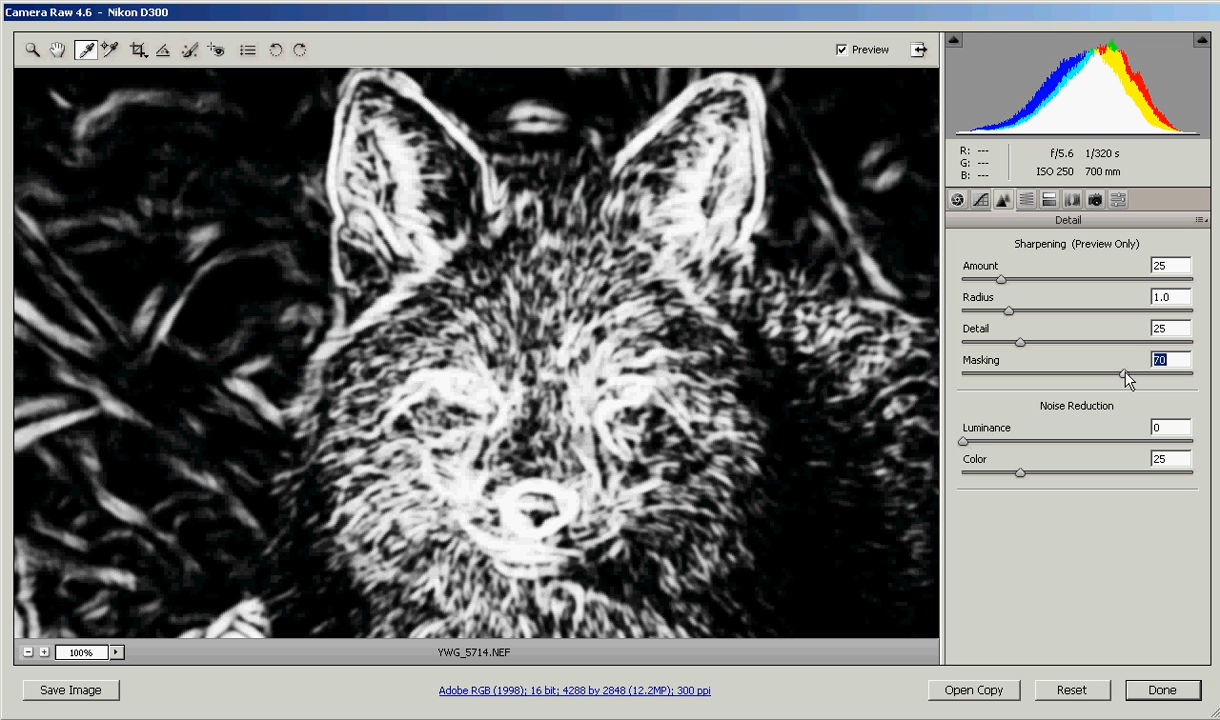 Camera Raw 4.6 - Nikon D300
Preview
R: ---
G: ---
B: ---
f/5.6 1/320 s
ISO 250 700 mm
Detail
Sharpening (Preview Only)
Amount 25
Radius 1.0
Detail 25
Masking 70
Noise Reduction
Luminance 0
Color 25
100%
YWG_5714.NEF
Save Image
Adobe RGB (1998); 16 bit; 4288 by 2848 (12.2MP); 300 ppi
Open Copy
Reset
Done